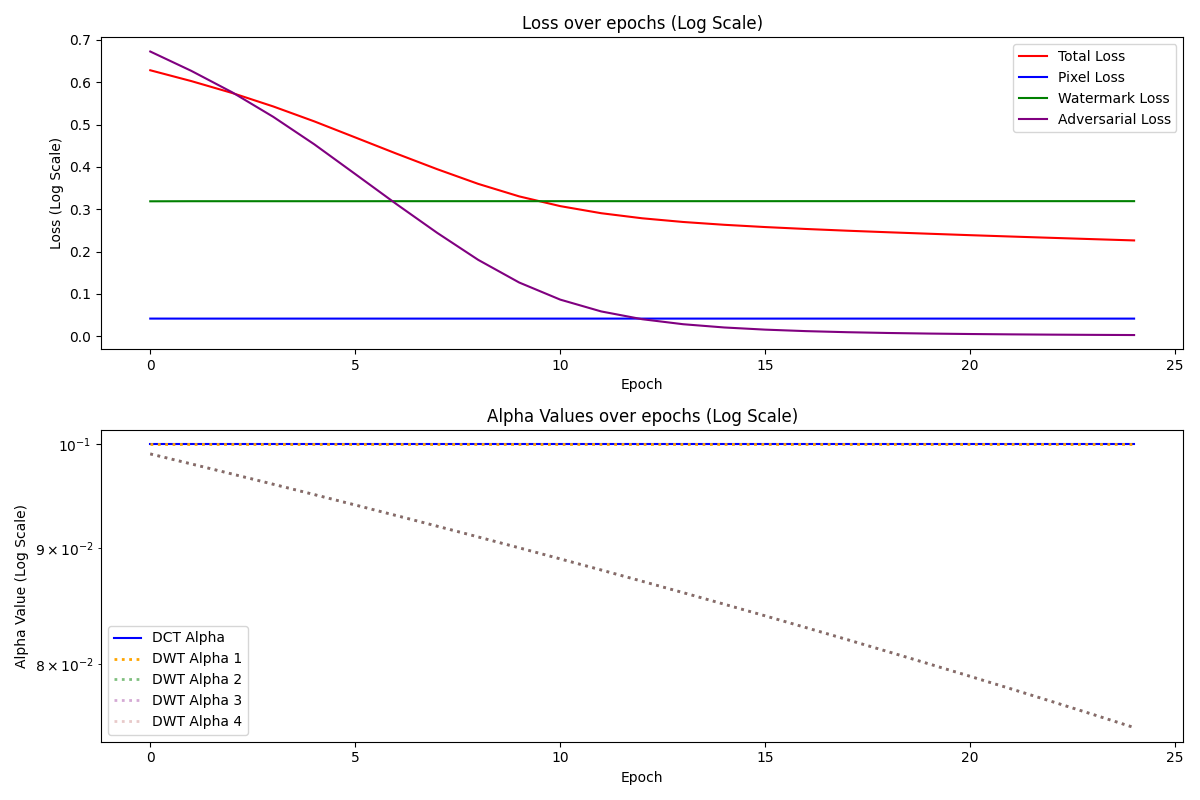 Loss over epochs (Log Scale)
Loss (Log Scale)
0.7
0.6
0.5
0.4
0.3
0.2
0.1
0.0
Total Loss
Pixel Loss
Watermark Loss
Adversarial Loss
0 5 10 15 20 25
Epoch
Alpha Values over epochs (Log Scale)
Alpha Value (Log Scale)
10⁻¹
9 × 10⁻²
8 × 10⁻²
DCT Alpha
DWT Alpha 1
DWT Alpha 2
DWT Alpha 3
DWT Alpha 4
0 5 10 15 20 25
Epoch